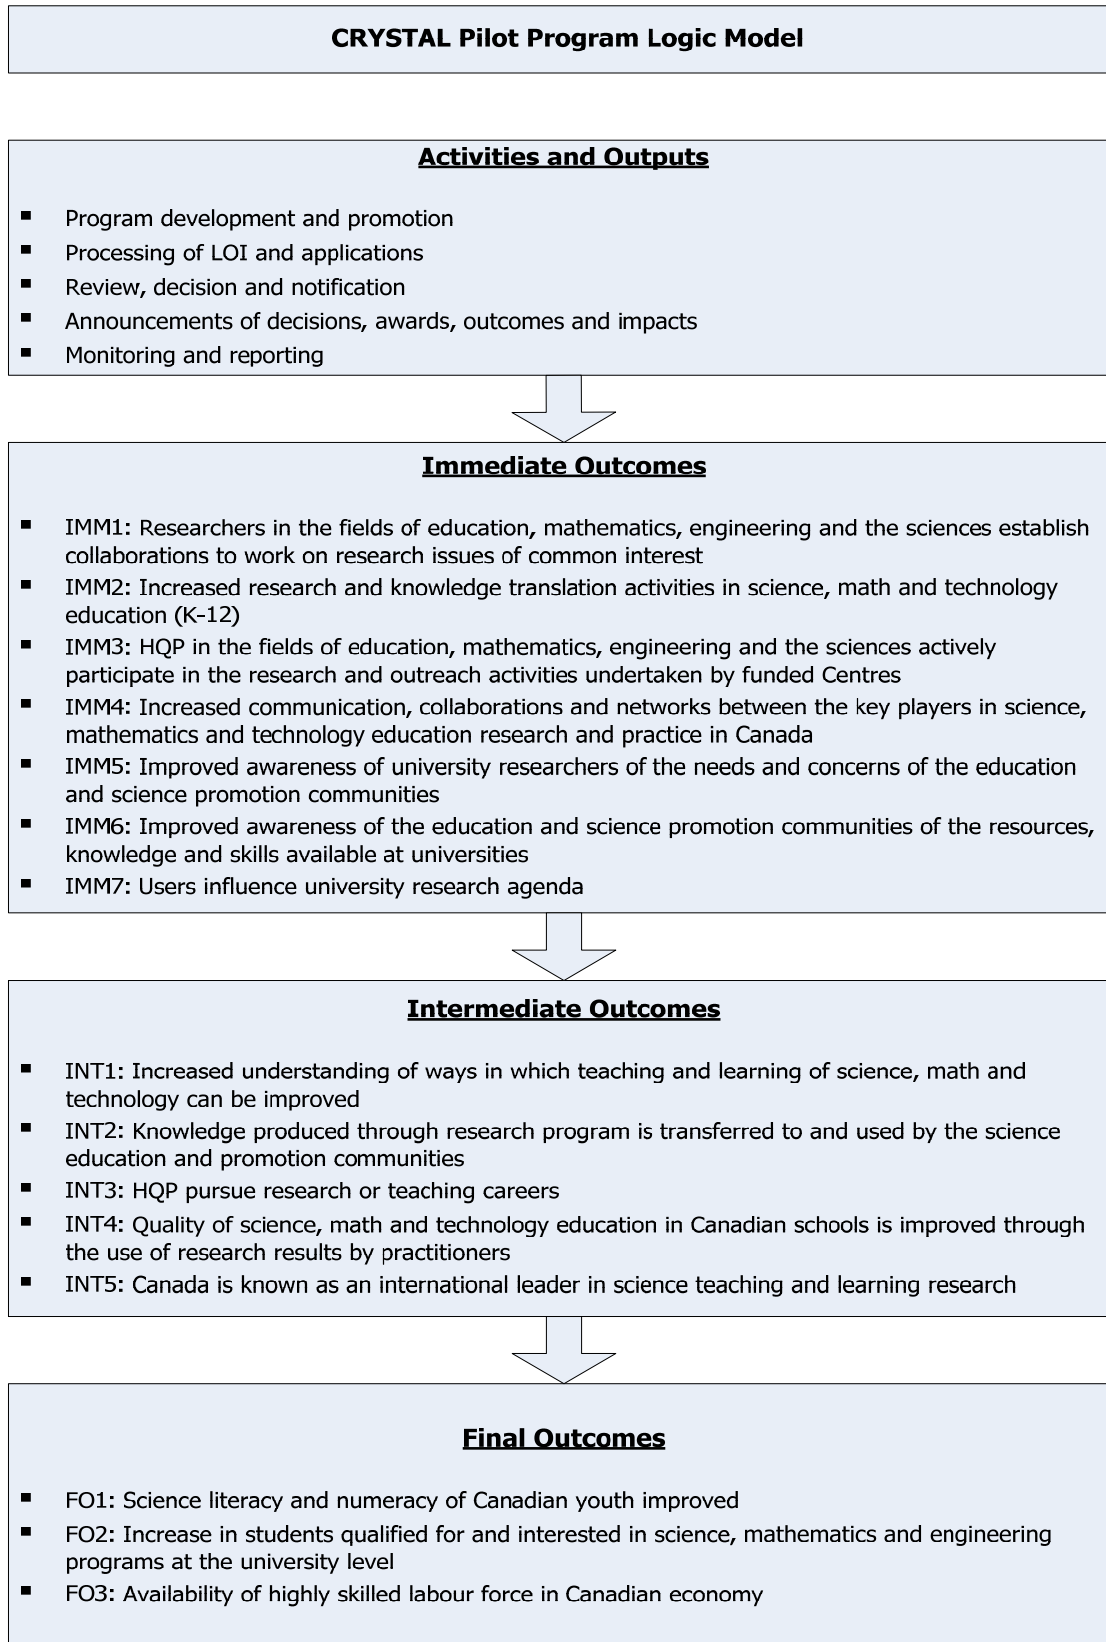 CRYSTAL Pilot Program Logic Model
Activities and Outputs
▪ Program development and promotion
▪ Processing of LOI and applications
▪ Review, decision and notification
▪ Announcements of decisions, awards, outcomes and impacts
▪ Monitoring and reporting
Immediate Outcomes
▪ IMM1: Researchers in the fields of education, mathematics, engineering and the sciences establish
collaborations to work on research issues of common interest
▪ IMM2: Increased research and knowledge translation activities in science, math and technology
education (K-12)
▪ IMM3: HQP in the fields of education, mathematics, engineering and the sciences actively
participate in the research and outreach activities undertaken by funded Centres
▪ IMM4: Increased communication, collaborations and networks between the key players in science,
mathematics and technology education research and practice in Canada
▪ IMM5: Improved awareness of university researchers of the needs and concerns of the education
and science promotion communities
▪ IMM6: Improved awareness of the education and science promotion communities of the resources,
knowledge and skills available at universities
▪ IMM7: Users influence university research agenda
Intermediate Outcomes
▪ INT1: Increased understanding of ways in which teaching and learning of science, math and
technology can be improved
▪ INT2: Knowledge produced through research program is transferred to and used by the science
education and promotion communities
▪ INT3: HQP pursue research or teaching careers
▪ INT4: Quality of science, math and technology education in Canadian schools is improved through
the use of research results by practitioners
▪ INT5: Canada is known as an international leader in science teaching and learning research
Final Outcomes
▪ FO1: Science literacy and numeracy of Canadian youth improved
▪ FO2: Increase in students qualified for and interested in science, mathematics and engineering
programs at the university level
▪ FO3: Availability of highly skilled labour force in Canadian economy